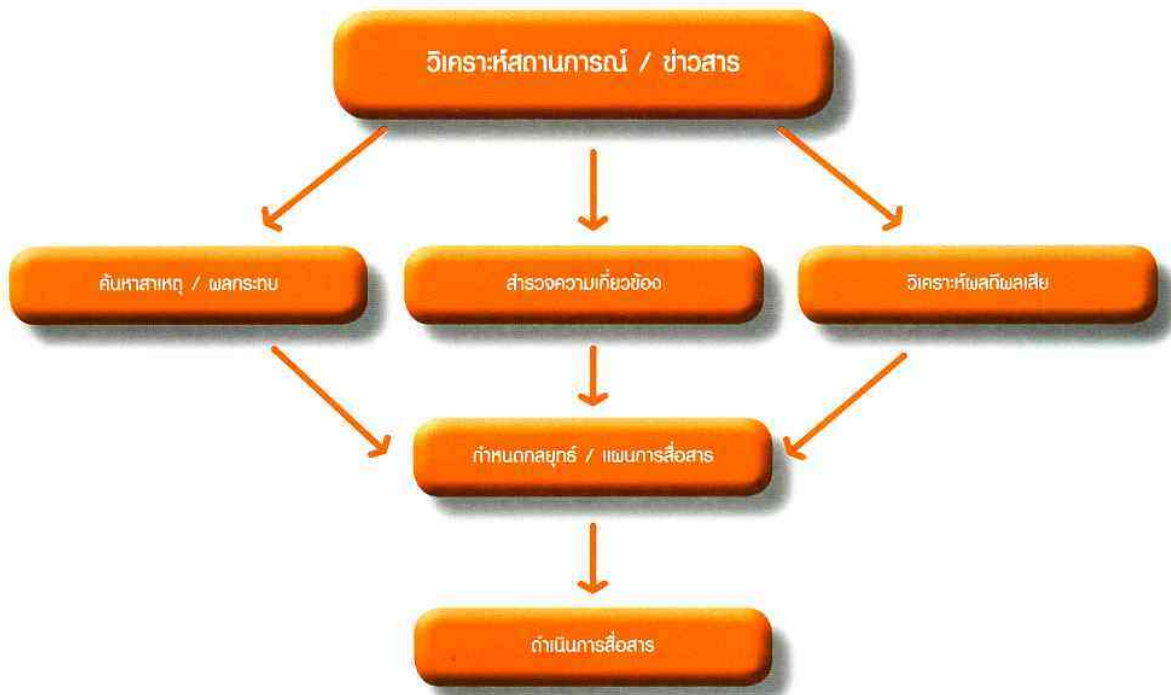 วิเคราะห์สถานการณ์ / ข่าวสาร
ค้นหาสาเหตุ / ผลกระทบ
สำรวจความเกี่ยวข้อง
วิเคราะห์ผลดีผลเสีย
กำหนดกลยุทธ์ / แผนการสื่อสาร
ดำเนินการสื่อสาร